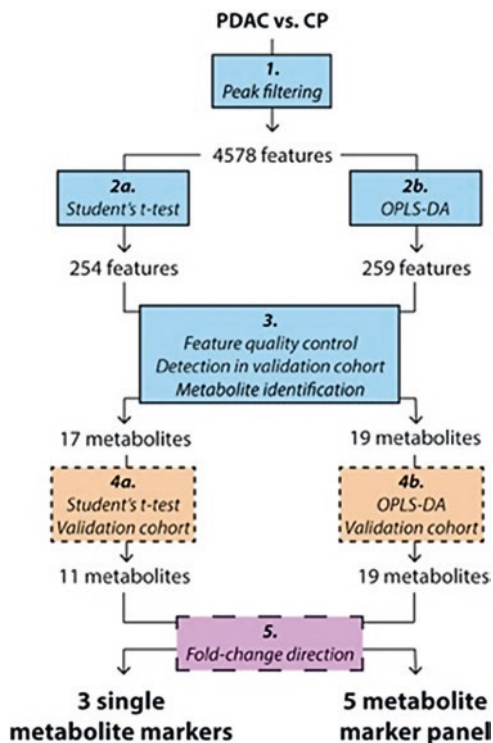 PDAC vs. CP
1.
Peak filtering
4578 features
2a.
Student's t-test
2b.
OPLS-DA
254 features
259 features
3.
Feature quality control
Detection in validation cohort
Metabolite identification
17 metabolites
19 metabolites
4a.
Student's t-test
Validation cohort
4b.
OPLS-DA
Validation cohort
11 metabolites
19 metabolites
5.
Fold-change direction
3 single
metabolite markers
5 metabolite
marker panel